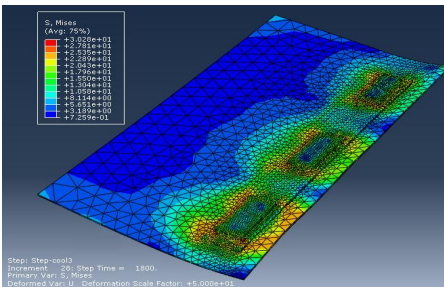 S, Mises
(Avg: 75%)
+3.028e+01
+2.781e+01
+2.535e+01
+2.289e+01
+2.043e+01
+1.796e+01
+1.550e+01
+1.304e+01
+1.058e+01
+8.114e+00
+5.651e+00
+3.189e+00
+7.259e-01
Step: Step-cool3
Increment 28: Step Time = 1800.
Primary Var: S, Mises
Deformed Var: U Deformation Scale Factor: +5.000e+01